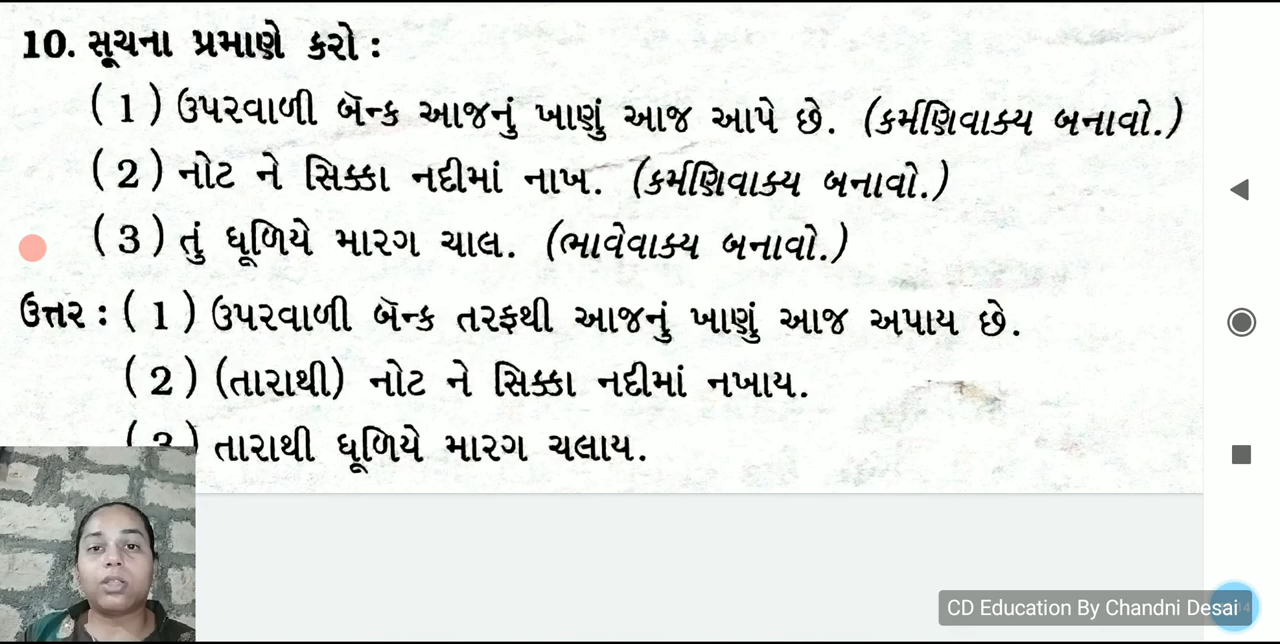 10. સૂચના પ્રમાણે કરો :
( 1 ) ઉપરવાળી બૅન્ક આજનું ખાણું આજ આપે છે. (કર્મણિવાક્ય બનાવો.)
( 2 ) નોટ ને સિક્કા નદીમાં નાખ. (કર્મણિવાક્ય બનાવો.)
( 3 ) તું ધૂળિયે મારગ ચાલ. (ભાવેવાક્ય બનાવો.)
ઉત્તર : ( 1 ) ઉપરવાળી બૅન્ક તરફથી આજનું ખાણું આજ અપાય છે.
( 2 ) (તારાથી) નોટ ને સિક્કા નદીમાં નખાય.
( 3 ) તારાથી ધૂળિયે મારગ ચલાય.
CD Education By Chandni Desai